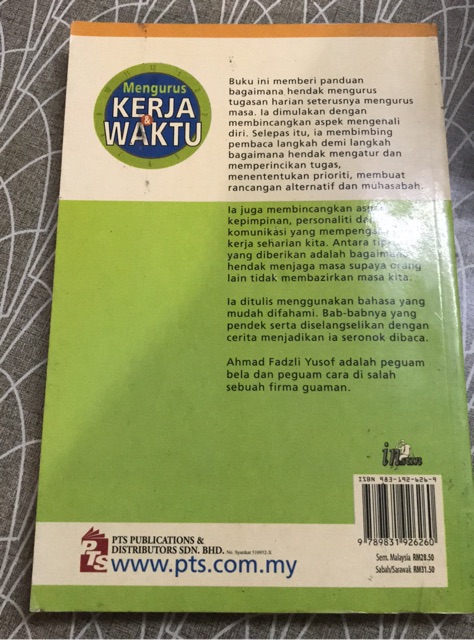 Mengurus
KERJA
&
WAKTU
Buku ini memberi panduan
bagaimana hendak mengurus
tugasan harian seterusnya mengurus
masa. Ia dimulakan dengan
membincangkan aspek mengenali
diri. Selepas itu, ia membimbing
pembaca langkah demi langkah
bagaimana hendak mengatur dan
memperincikan tugas,
menententukan prioriti, membuat
rancangan alternatif dan muhasabah.
Ia juga membincangkan
kepimpinan, personaliti
komunikasi yang
kerja seharian kita. Antara
yang diberikan adalah
hendak menjaga masa supaya orang
lain tidak membazirkan masa kita.
Ia ditulis menggunakan bahasa yang
mudah difahami. Bab-babnya yang
pendek serta diselangselikan dengan
cerita menjadikan ia seronok dibaca.
Ahmad Fadzli Yusof adalah peguam
bela dan peguam cara di salah
sebuah firma guaman.
ISBN 983-192-626-9
9 789831 926260
Sem. Malaysia RM28.50
Sabah/Sarawak RM31.50
PTS
PTS PUBLICATIONS &
DISTRIBUTORS SDN. BHD. No. Syarikat 518932-X
www.pts.com.my